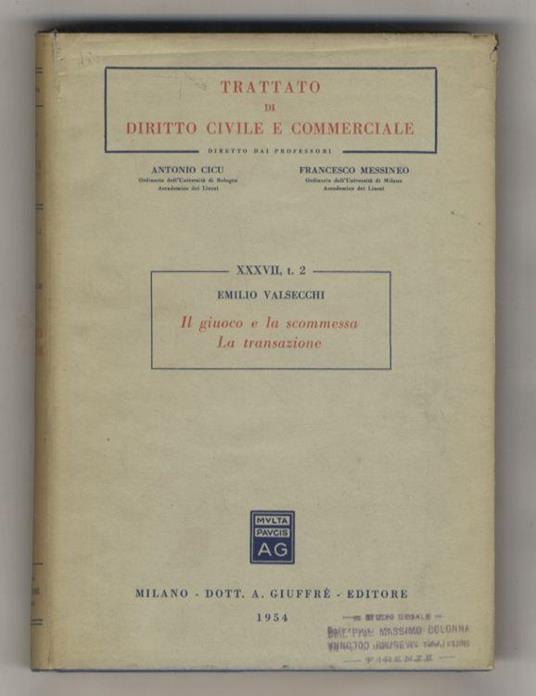 TRATTATO
DI
DIRITTO CIVILE E COMMERCIALE
DIRETTO DAI PROFESSORI
ANTONIO CICU
Ordinario dell'Università di Bologna
Accademico dei Lincei
FRANCESCO MESSINEO
Ordinario dell'Università di Milano
Accademico dei Lincei
XXXVII, t. 2
EMILIO VALSECCHI
Il giuoco e la scommessa
La transazione
MVLTA
PAVCIS
AG
MILANO - DOTT. A. GIUFFRÈ - EDITORE
1954
MASSIMO COLONNA
— FIRENZE —